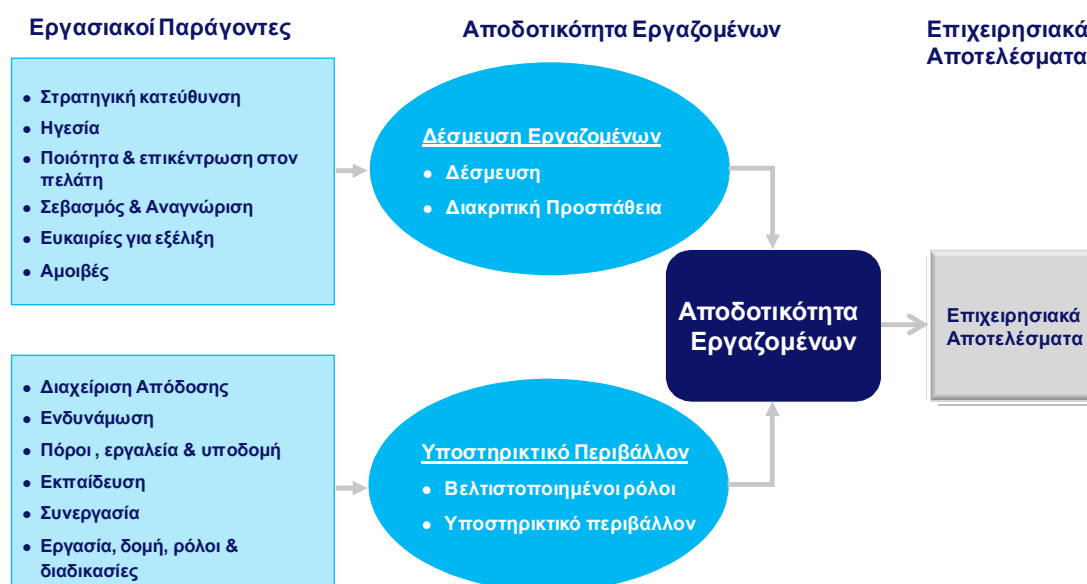 Εργασιακοί Παράγοντες
Αποδοτικότητα Εργαζομένων
Επιχειρησιακά
Αποτελέσματα
● Στρατηγική κατεύθυνση
● Ηγεσία
● Ποιότητα & επικέντρωση στον
πελάτη
● Σεβασμός & Αναγνώριση
● Ευκαιρίες για εξέλιξη
● Αμοιβές
Δέσμευση Εργαζομένων
● Δέσμευση
● Διακριτική Προσπάθεια
Αποδοτικότητα
Εργαζομένων
Επιχειρησιακά
Αποτελέσματα
● Διαχείριση Απόδοσης
● Ενδυνάμωση
● Πόροι , εργαλεία & υποδομή
● Εκπαίδευση
● Συνεργασία
● Εργασία, δομή, ρόλοι &
διαδικασίες
Υποστηρικτικό Περιβάλλον
● Βελτιστοποιημένοι ρόλοι
● Υποστηρικτικό περιβάλλον